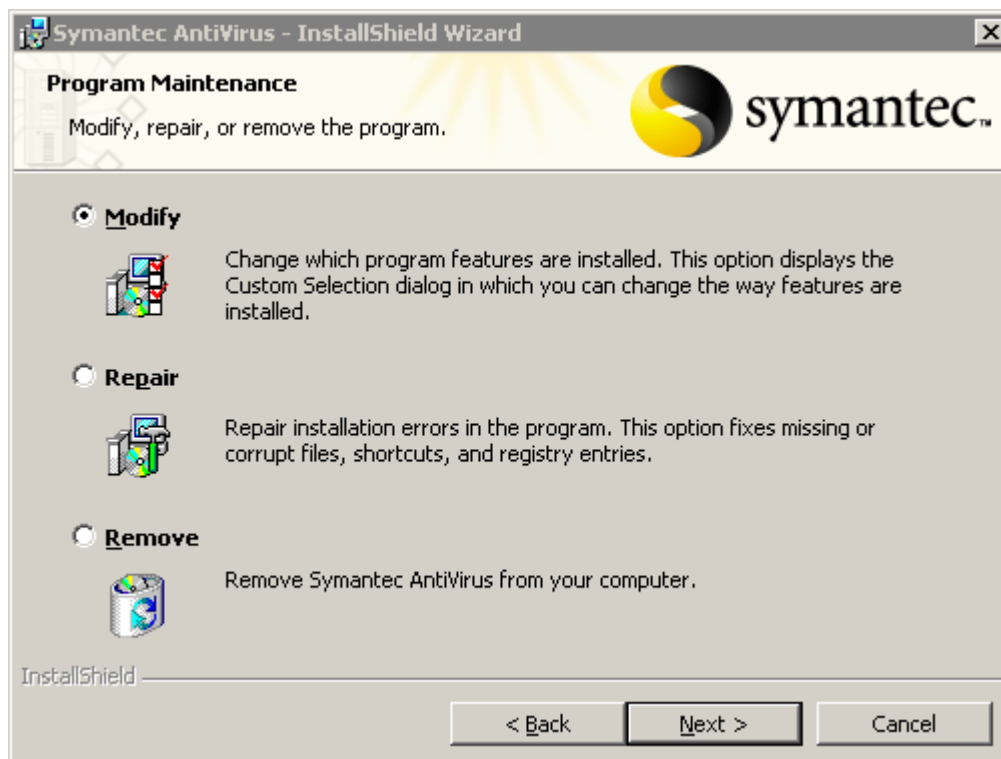 Symantec AntiVirus - InstallShield Wizard
Program Maintenance
Modify, repair, or remove the program.
symantec.™
Modify
Change which program features are installed. This option displays the
Custom Selection dialog in which you can change the way features are
installed.
Repair
Repair installation errors in the program. This option fixes missing or
corrupt files, shortcuts, and registry entries.
Remove
Remove Symantec AntiVirus from your computer.
InstallShield
< Back
Next >
Cancel